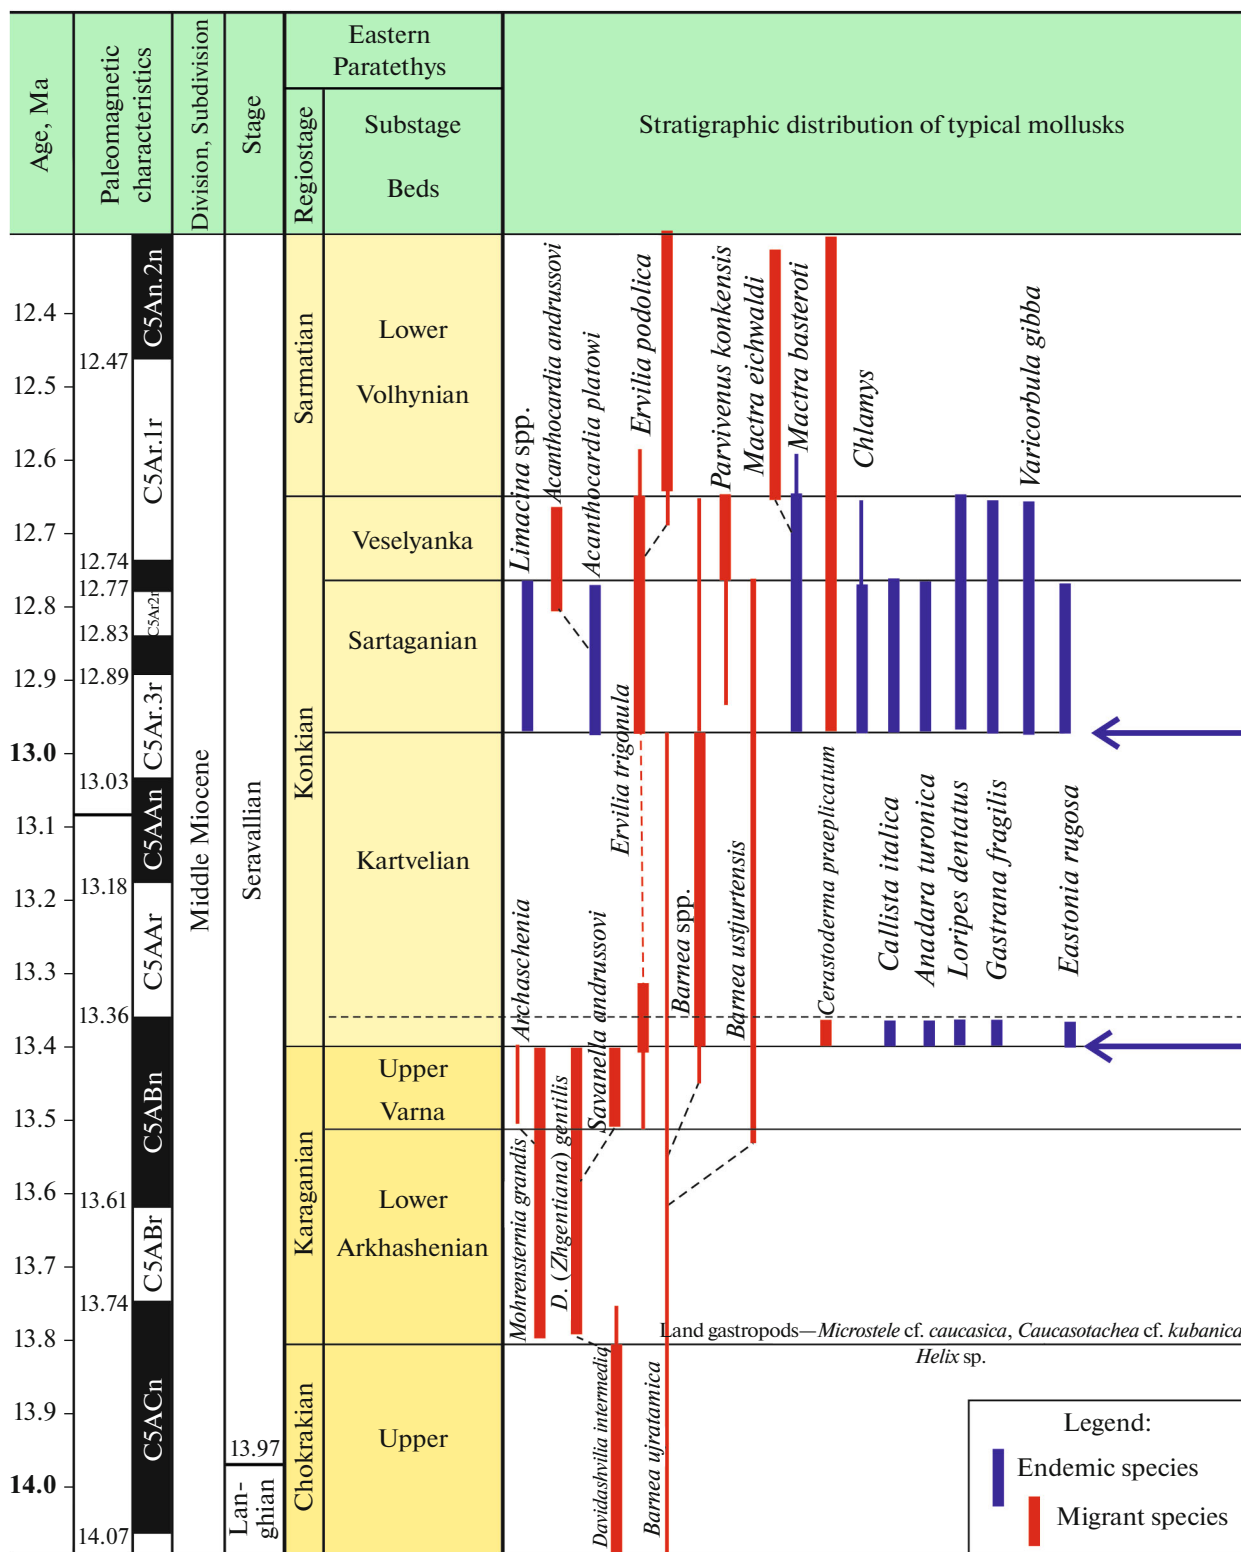 Age, Ma
Paleomagnetic
characteristics
Division, Subdivision
Stage
Eastern
Paratethys
Regiostage
Substage
Beds
Stratigraphic distribution of typical mollusks
12.4
12.5
12.6
12.7
12.8
12.9
13.0
13.1
13.2
13.3
13.4
13.5
13.6
13.7
13.8
13.9
14.0
12.47
12.74
12.77
12.83
12.89
13.03
13.18
13.36
13.61
13.74
14.07
C5An.2n
C5Ar.1r
C5Ar2r
C5Ar.3r
C5AAn
C5AAr
C5ABn
C5ABr
C5ACn
Middle Miocene
Seravallian
13.97
Lan-
ghian
Sarmatian
Konkian
Karaganian
Chokrakian
Lower
Volhynian
Veselyanka
Sartaganian
Kartvelian
Upper
Varna
Lower
Arkhashenian
Upper
Limacina spp.
Acanthocardia andrussovi
Acanthocardia platowi
Ervilia podolica
Parvivenus konkensis
Mactra eichwaldi
Mactra basteroti
Chlamys
Varicorbula gibba
Archaschenia
Savanella andrussovi
Ervilia trigonula
Barnea spp.
Barnea ustjurtensis
Cerastoderma praeplicatum
Callista italica
Anadara turonica
Loripes dentatus
Gastrana fragilis
Eastonia rugosa
Mohrensternia grandis
D. (Zhgentiana) gentilis
Davidashvilia intermedia
Barnea ujratamica
Land gastropods—Microstele cf. caucasica, Caucasotachea cf. kubanica
Helix sp.
Legend:
Endemic species
Migrant species